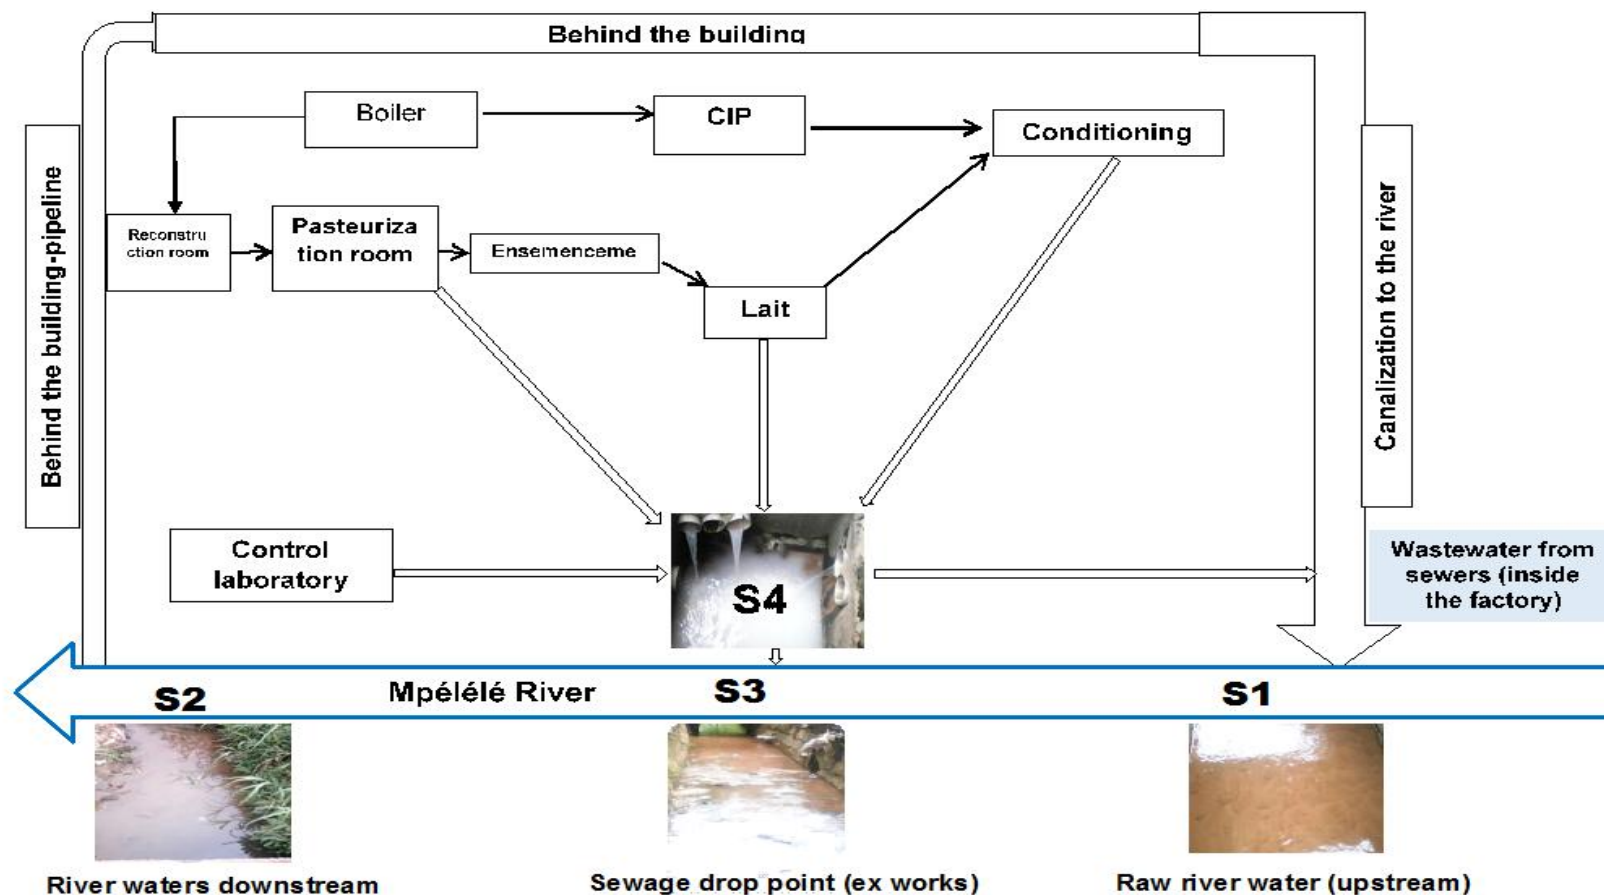 Behind the building
Boiler
CIP
Conditioning
Behind the building-pipeline
Canalization to the river
Reconstru
ction room
Pasteuriza
tion room
Ensemenceme
Lait
Control
laboratory
S4
Wastewater from
sewers (inside
the factory)
S2
Mpélélé River
S3
S1
River waters downstream
Sewage drop point (ex works)
Raw river water (upstream)